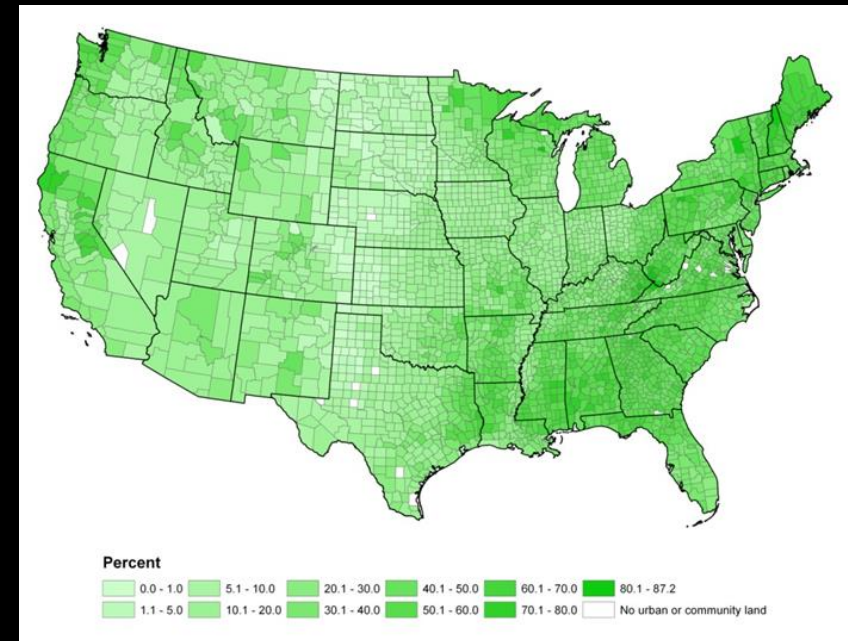 Percent
0.0 - 1.0 5.1 - 10.0 20.1 - 30.0 40.1 - 50.0 60.1 - 70.0 80.1 - 87.2
1.1 - 5.0 10.1 - 20.0 30.1 - 40.0 50.1 - 60.0 70.1 - 80.0 No urban or community land